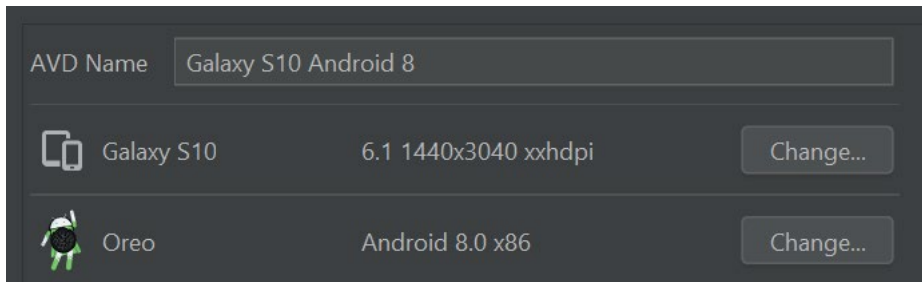 AVD Name Galaxy S10 Android 8
Galaxy S10 6.1 1440x3040 xxhdpi Change...
Oreo Android 8.0 x86 Change...